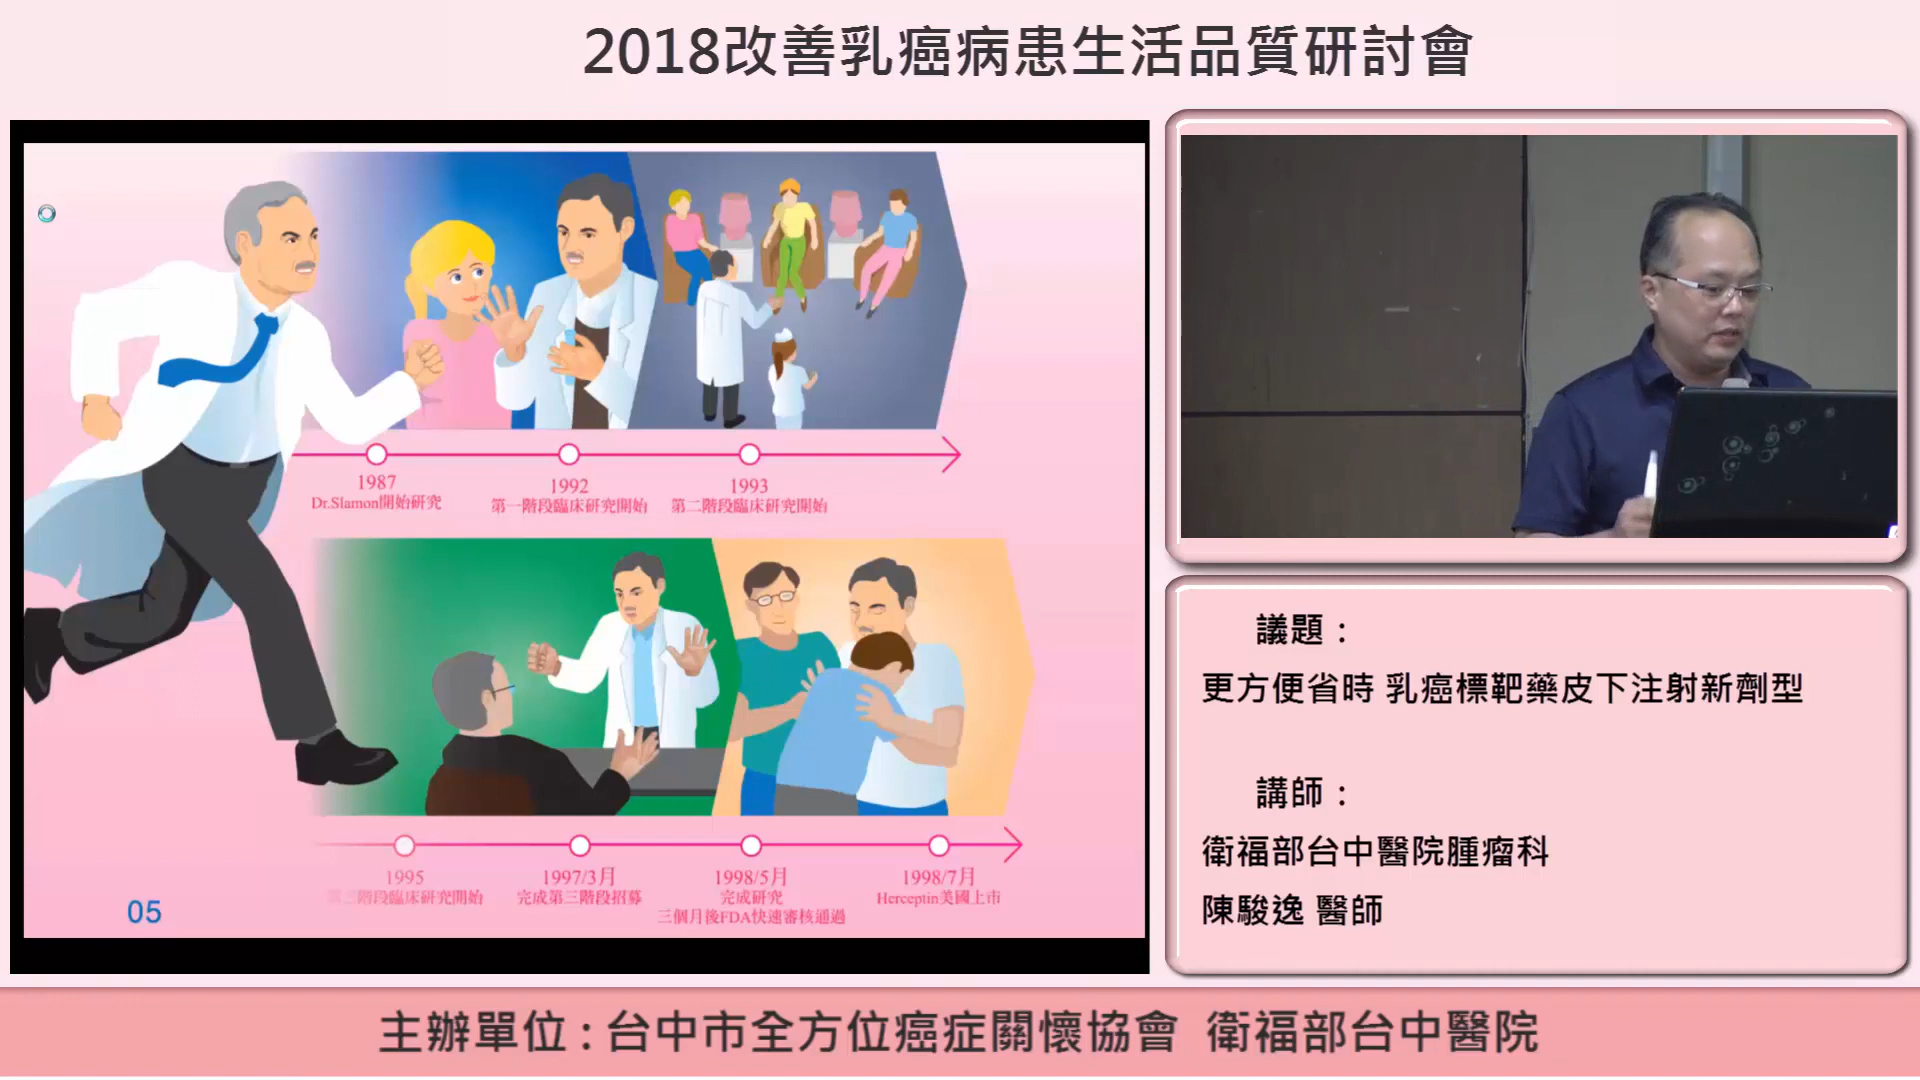 2018改善乳癌病患生活品質研討會
1987
Dr.Slamon開始研究
1992
第一階段臨床研究開始
1993
第二階段臨床研究開始
1995
第三階段臨床研究開始
1997/3月
完成第三階段招募
1998/5月
完成研究
三個月後FDA快速審核通過
1998/7月
Herceptin美國上市
05
議題：
更方便省時 乳癌標靶藥皮下注射新劑型
講師：
衛福部台中醫院腫瘤科
陳駿逸 醫師
主辦單位：台中市全方位癌症關懷協會 衛福部台中醫院